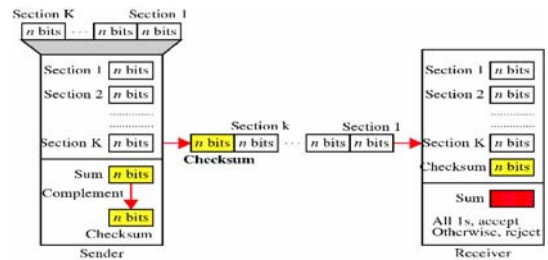 Section K Section 1
n bits ... n bits n bits
Section 1 n bits
Section 2 n bits
Section K n bits
Sum n bits
Complement
n bits
Checksum
Sender
Section k Section 1
n bits n bits ... n bits n bits
Checksum
Section 1 n bits
Section 2 n bits
Section K n bits
Checksum n bits
Sum
All 1s, accept
Otherwise, reject
Receiver